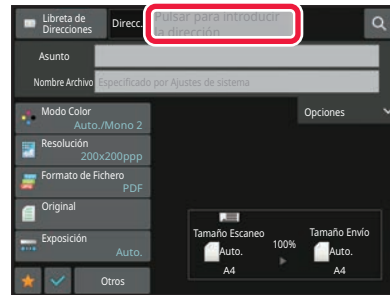 Libreta de
Direcciones
Direcc.
Pulsar para introducir
la dirección
Asunto
Nombre Archivo
Especificado por Ajustes de sistema
Modo Color
Auto./Mono 2
Opciones
Resolución
200x200ppp
Formato de Fichero
PDF
Original
Exposición
Auto.
Tamaño Escaneo
Auto.
A4
100%
Tamaño Envío
Auto.
A4
Otros